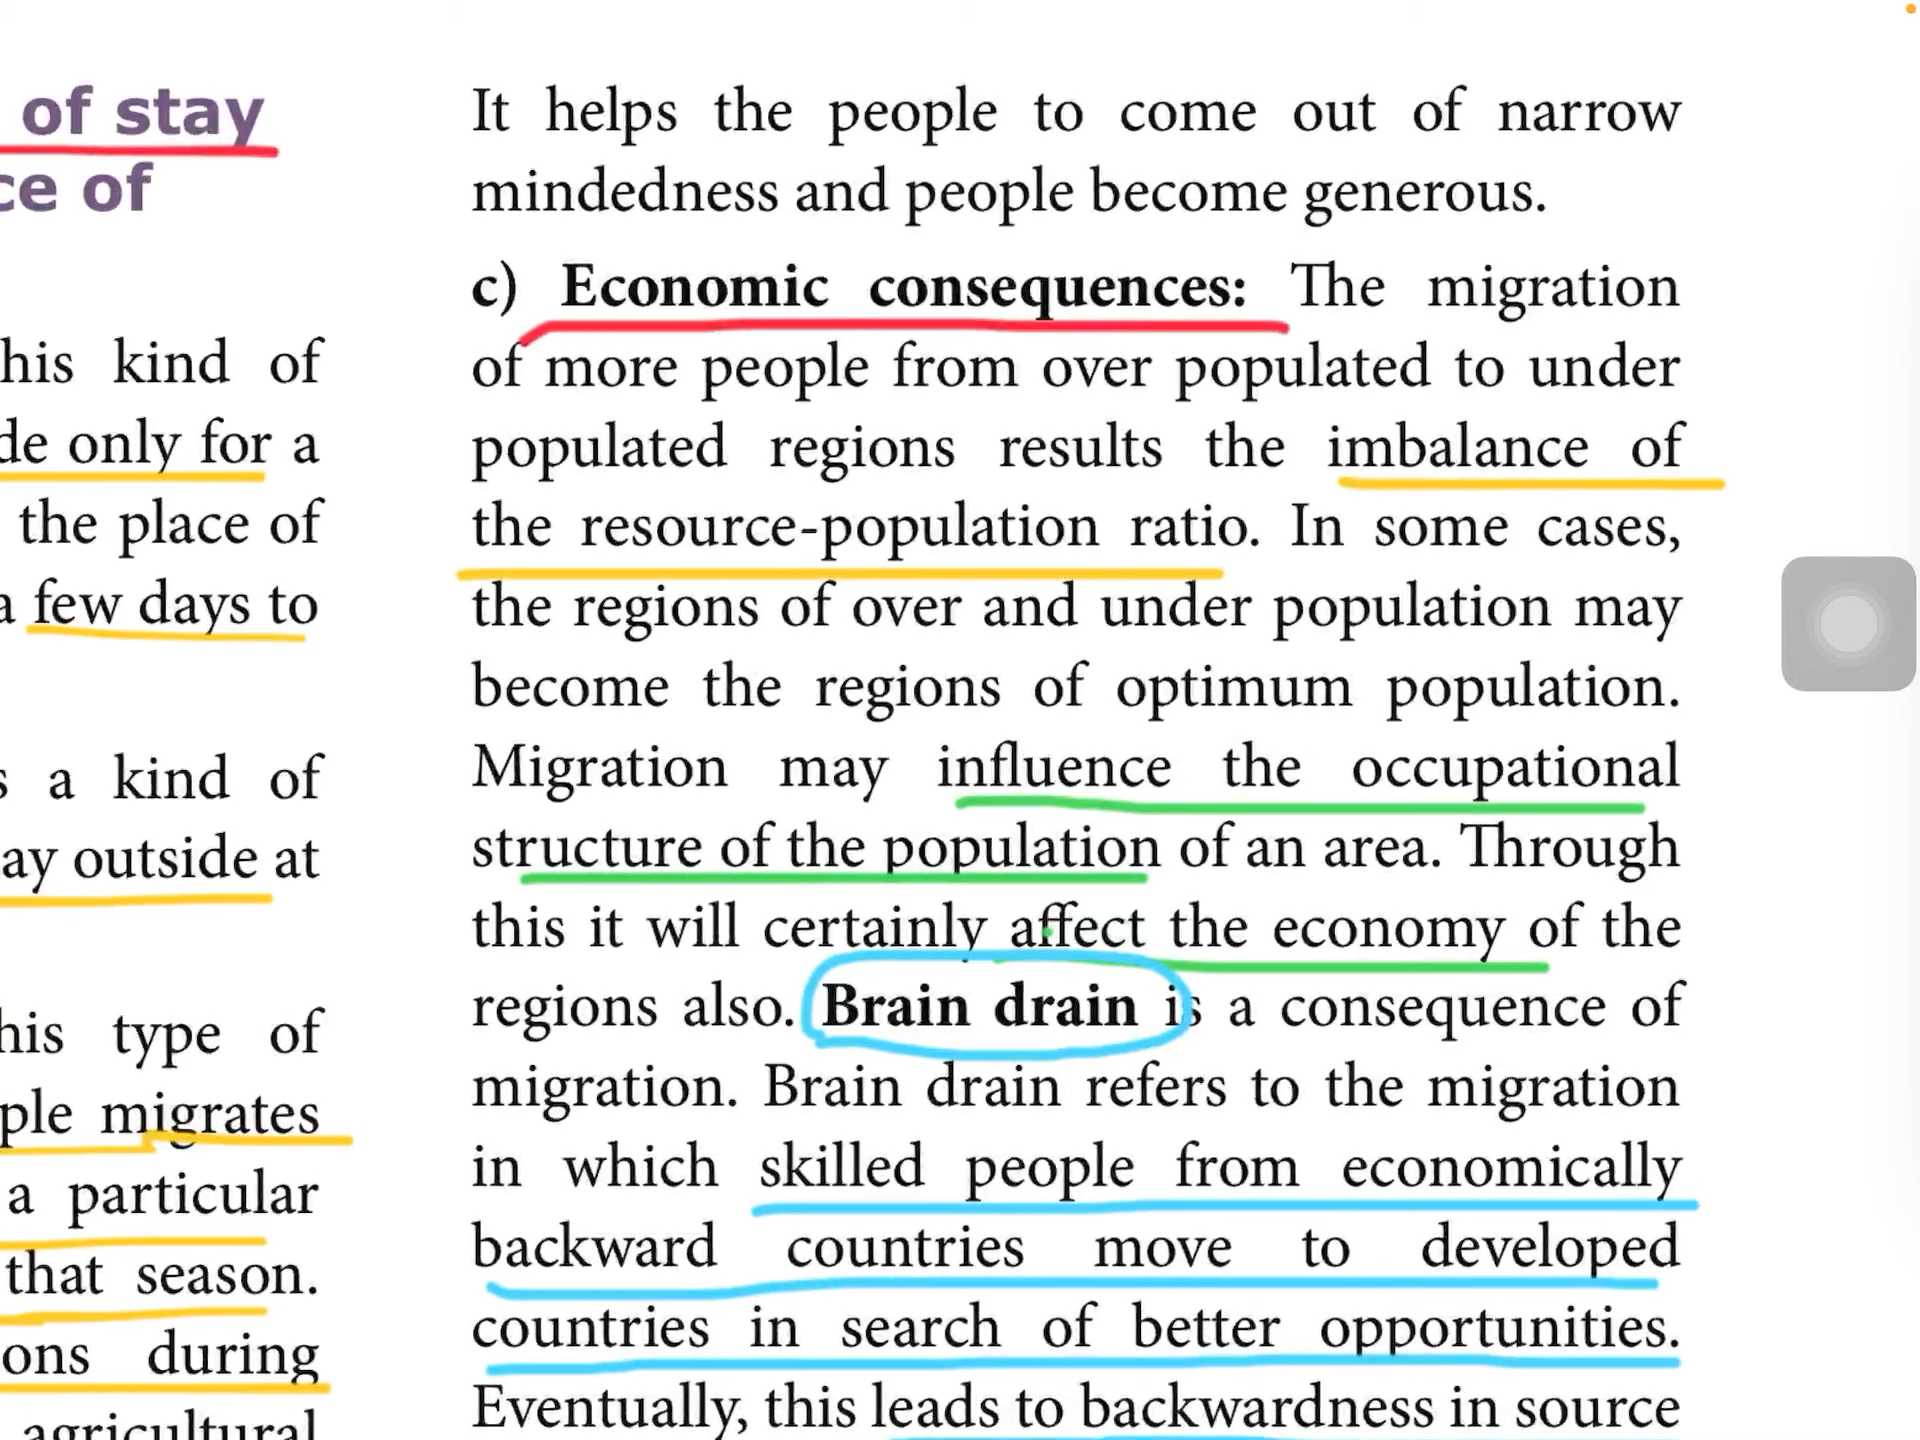 of stay
ce of
his kind of
de only for a
the place of
a few days to
s a kind of
ay outside at
his type of
ple migrates
a particular
that season.
ons during
agricultural
It helps the people to come out of narrow
mindedness and people become generous.
c) Economic consequences: The migration
of more people from over populated to under
populated regions results the imbalance of
the resource-population ratio. In some cases,
the regions of over and under population may
become the regions of optimum population.
Migration may influence the occupational
structure of the population of an area. Through
this it will certainly affect the economy of the
regions also. Brain drain is a consequence of
migration. Brain drain refers to the migration
in which skilled people from economically
backward countries move to developed
countries in search of better opportunities.
Eventually, this leads to backwardness in source